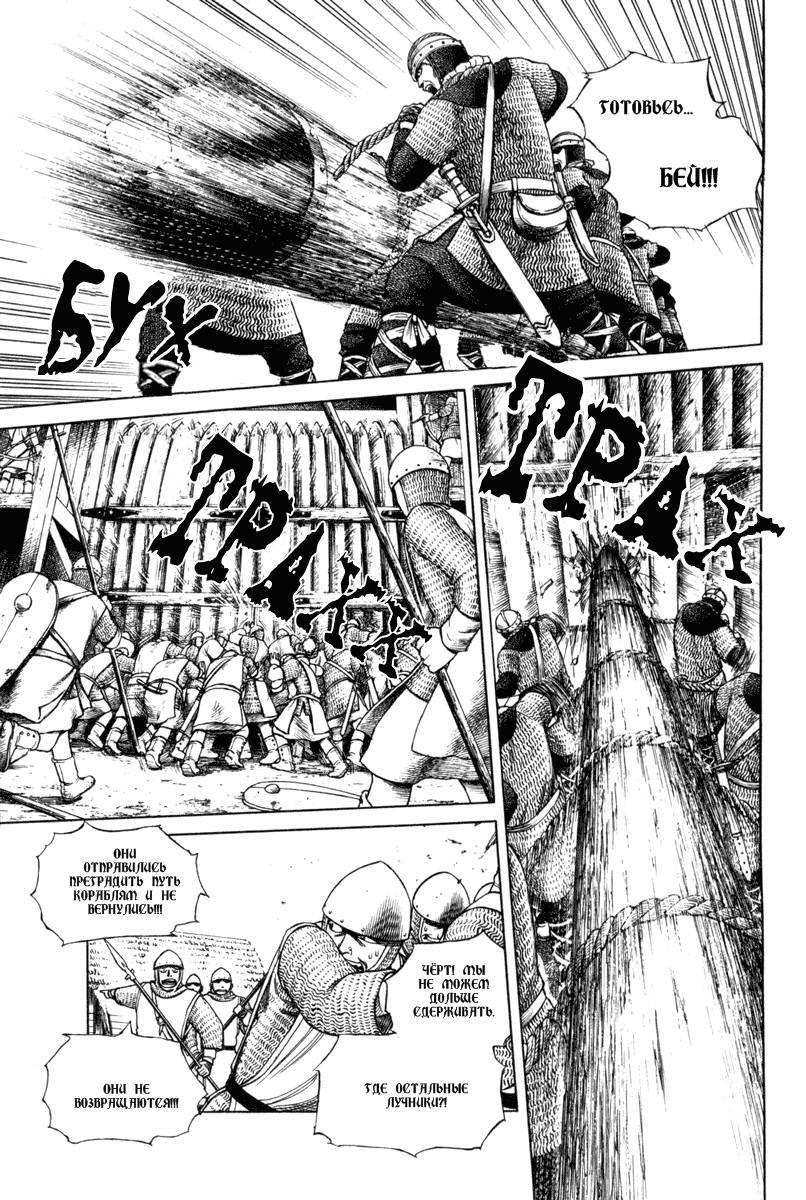 ГОТОВЬСЬ...
БЕЙ!!!
БУХ
ТРАХ
ТРАХХ
ОНИ
ОТПРАВИЛИСЬ
ПРЕГРАДИТЬ ПУТЬ
КОРАБЛЯМ И НЕ
ВЕРНУЛИСЬ!!!
ЧЁРТ! МЫ
НЕ МОЖЕМ
ДОЛЬШЕ
СДЕРЖИВАТЬ.
ОНИ НЕ
ВОЗВРАЩАЮТСЯ!!!
ГДЕ ОСТАЛЬНЫЕ
ЛУЧНИКИ?!